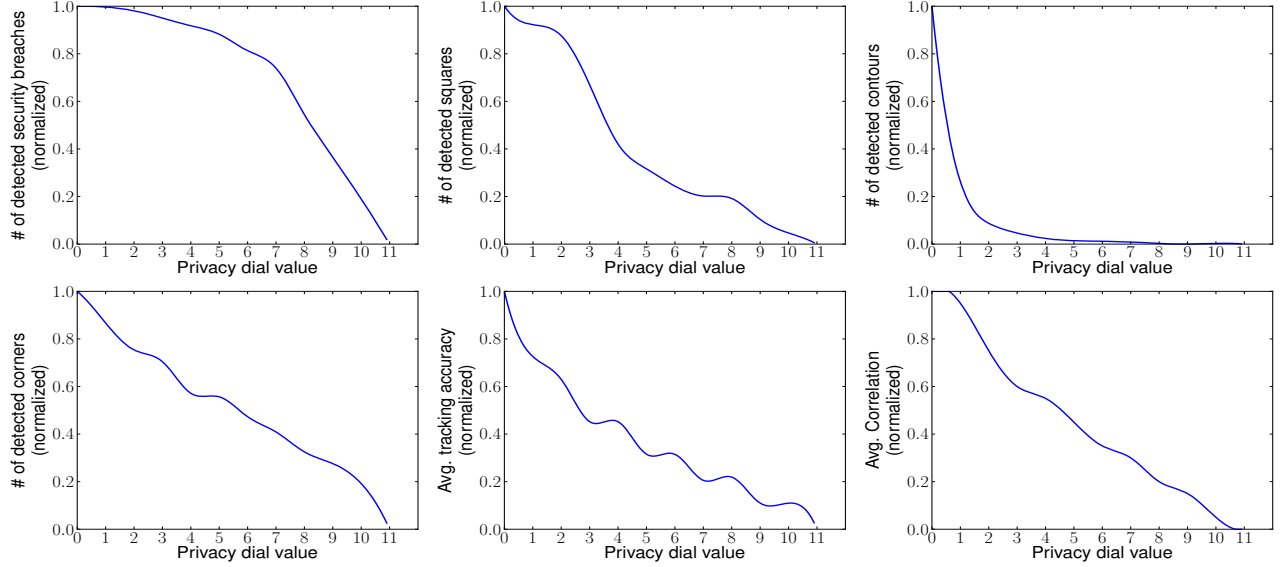 # of detected security breaches
(normalized)
1.0
0.8
0.6
0.4
0.2
0.0
0 1 2 3 4 5 6 7 8 9 10 11
Privacy dial value
# of detected squares
(normalized)
1.0
0.8
0.6
0.4
0.2
0.0
0 1 2 3 4 5 6 7 8 9 10 11
Privacy dial value
# of detected contours
(normalized)
1.0
0.8
0.6
0.4
0.2
0.0
0 1 2 3 4 5 6 7 8 9 10 11
Privacy dial value
# of detected corners
(normalized)
1.0
0.8
0.6
0.4
0.2
0.0
0 1 2 3 4 5 6 7 8 9 10 11
Privacy dial value
Avg. tracking accuracy
(normalized)
1.0
0.8
0.6
0.4
0.2
0.0
0 1 2 3 4 5 6 7 8 9 10 11
Privacy dial value
Avg. Correlation
(normalized)
1.0
0.8
0.6
0.4
0.2
0.0
0 1 2 3 4 5 6 7 8 9 10 11
Privacy dial value